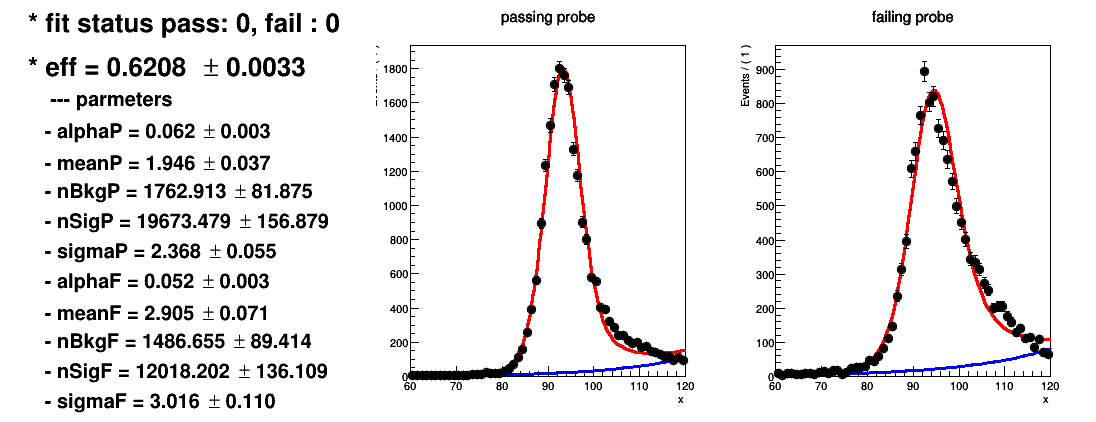 * fit status pass: 0, fail : 0
* eff = 0.6208 ± 0.0033
--- parmeters
- alphaP = 0.062 ± 0.003
- meanP = 1.946 ± 0.037
- nBkgP = 1762.913 ± 81.875
- nSigP = 19673.479 ± 156.879
- sigmaP = 2.368 ± 0.055
- alphaF = 0.052 ± 0.003
- meanF = 2.905 ± 0.071
- nBkgF = 1486.655 ± 89.414
- nSigF = 12018.202 ± 136.109
- sigmaF = 3.016 ± 0.110
passing probe
1800
1600
1400
1200
1000
800
600
400
200
0
60 70 80 90 100 110 120
x
failing probe
Events / ( 1 )
900
800
700
600
500
400
300
200
100
0
60 70 80 90 100 110 120
x